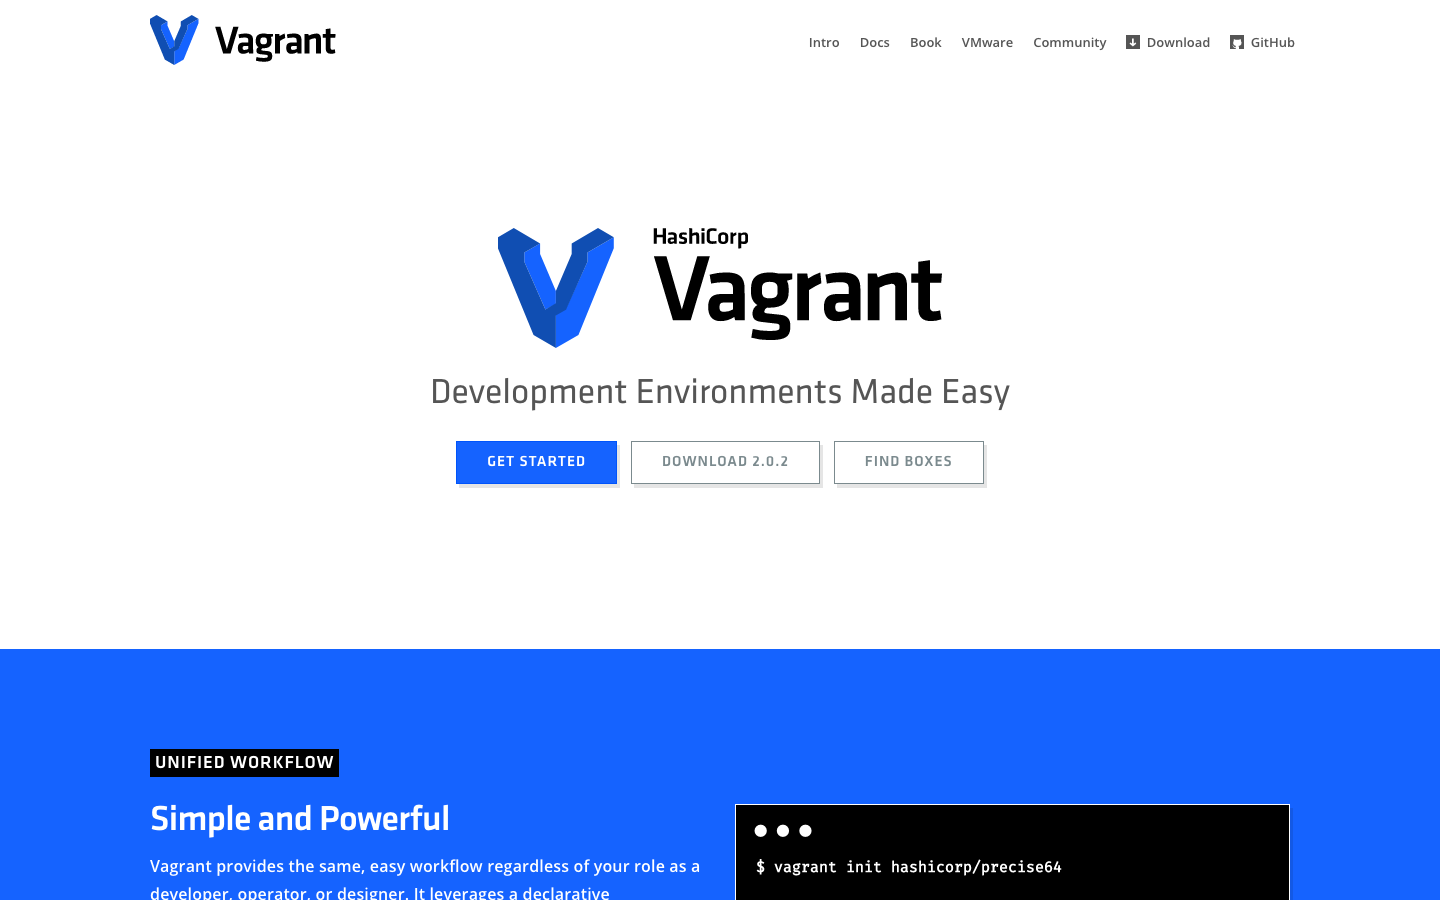 Vagrant
Intro Docs Book VMware Community Download GitHub
HashiCorp
Vagrant
Development Environments Made Easy
GET STARTED DOWNLOAD 2.0.2 FIND BOXES
UNIFIED WORKFLOW
Simple and Powerful
Vagrant provides the same, easy workflow regardless of your role as a
developer, operator, or designer. It leverages a declarative
$ vagrant init hashicorp/precise64